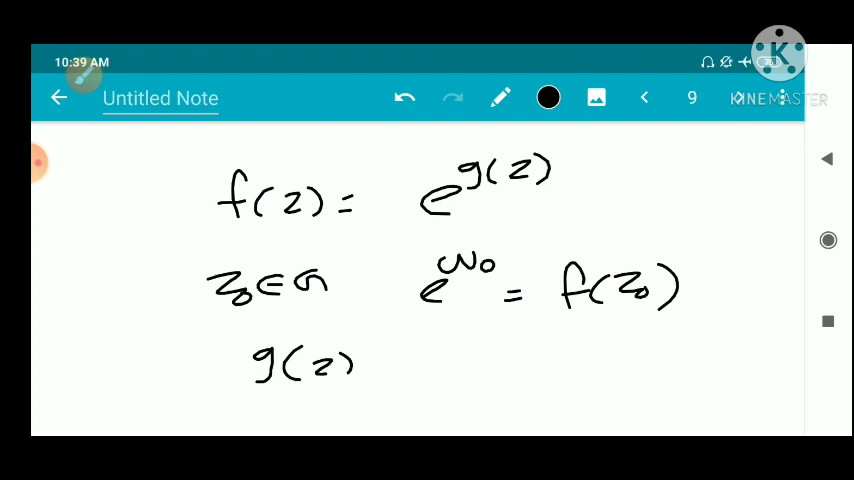 10:39 AM
K
KINEMASTER
Untitled Note
9
f(z) = e^{g(z)}
z₀ ∈ G e^{w₀} = f(z₀)
g(z)